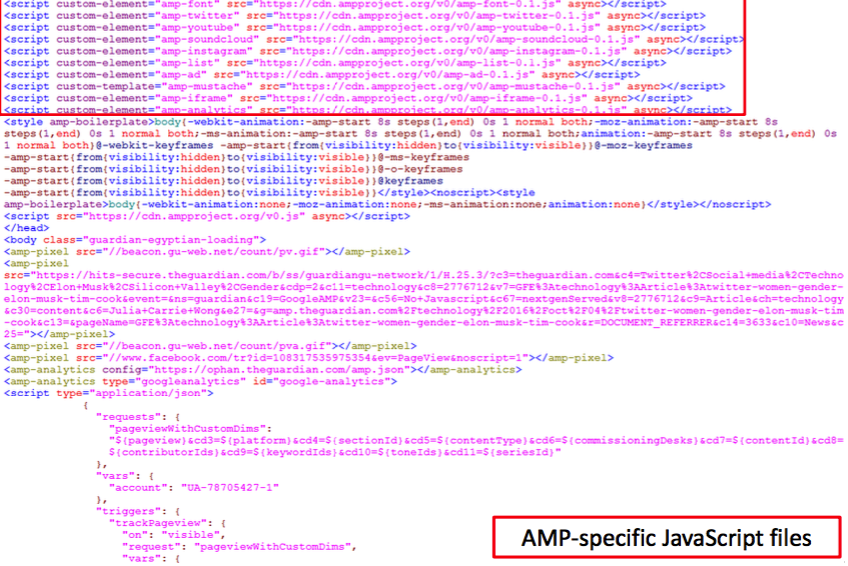 <script custom-element="amp-font" src="https://cdn.ampproject.org/v0/amp-font-0.1.js" async></script>
<script custom-element="amp-twitter" src="https://cdn.ampproject.org/v0/amp-twitter-0.1.js" async></script>
<script custom-element="amp-youtube" src="https://cdn.ampproject.org/v0/amp-youtube-0.1.js" async></script>
<script custom-element="amp-soundcloud" src="https://cdn.ampproject.org/v0/amp-soundcloud-0.1.js" async></script>
<script custom-element="amp-instagram" src="https://cdn.ampproject.org/v0/amp-instagram-0.1.js" async></script>
<script custom-element="amp-list" src="https://cdn.ampproject.org/v0/amp-list-0.1.js" async></script>
<script custom-element="amp-ad" src="https://cdn.ampproject.org/v0/amp-ad-0.1.js" async></script>
<script custom-template="amp-mustache" src="https://cdn.ampproject.org/v0/amp-mustache-0.1.js" async></script>
<script custom-element="amp-iframe" src="https://cdn.ampproject.org/v0/amp-iframe-0.1.js" async></script>
<script custom-element="amp-analytics" src="https://cdn.ampproject.org/v0/amp-analytics-0.1.js" async></script>
<style amp-boilerplate>body{-webkit-animation:-amp-start 8s steps(1,end) 0s 1 normal both;-moz-animation:-amp-start 8s
steps(1,end) 0s 1 normal both;-ms-animation:-amp-start 8s steps(1,end) 0s 1 normal both;animation:-amp-start 8s steps(1,end) 0s
1 normal both}@-webkit-keyframes -amp-start{from{visibility:hidden}to{visibility:visible}}@-moz-keyframes
-amp-start{from{visibility:hidden}to{visibility:visible}}@-ms-keyframes
-amp-start{from{visibility:hidden}to{visibility:visible}}@-o-keyframes
-amp-start{from{visibility:hidden}to{visibility:visible}}@keyframes
-amp-start{from{visibility:hidden}to{visibility:visible}}</style><noscript><style
amp-boilerplate>body{-webkit-animation:none;-moz-animation:none;-ms-animation:none;animation:none}</style></noscript>
<script src="https://cdn.ampproject.org/v0.js" async></script>
</head>
<body class="guardian-egyptian-loading">
<amp-pixel src="//beacon.gu-web.net/count/pv.gif"></amp-pixel>
<amp-pixel
src="https://hits-secure.theguardian.com/b/ss/guardiangu-network/1/H.25.3/?c3=theguardian.com&c4=Twitter%2CSocial+media%2CTechno
logy%2CElon+Musk%2CSilicon+Valley%2CGender&cdp=2&c11=technology&c8=2776712&v7=GFE%3Atechnology%3AArticle%3Atwitter-women-gender-
elon-musk-tim-cook&event=&ns=guardian&c19=GoogleAMP&v23=&c56=No+Javascript&c67=nextgenServed&v8=2776712&c9=Article&ch=technology
&c30=content&c6=Julia+Carrie+Wong&e27=&g=amp.theguardian.com%2Ftechnology%2F2016%2Foct%2F04%2Ftwitter-women-gender-elon-musk-tim
-cook&c13=&pageName=GFE%3Atechnology%3AArticle%3Atwitter-women-gender-elon-musk-tim-cook&r=DOCUMENT_REFERRER&c14=3633&c10=News&c
25="></amp-pixel>
<amp-pixel src="//beacon.gu-web.net/count/pva.gif"></amp-pixel>
<amp-pixel src="//www.facebook.com/tr?id=108317535975354&ev=PageView&noscript=1"></amp-pixel>
<amp-analytics config="https://ophan.theguardian.com/amp.json"></amp-analytics>
<amp-analytics type="googleanalytics" id="google-analytics">
<script type="application/json">
{
"requests": {
"pageviewWithCustomDims":
"${pageview}&cd3=${platform}&cd4=${sectionId}&cd5=${contentType}&cd6=${commissioningDesks}&cd7=${contentId}&cd8=
${contributorIds}&cd9=${keywordIds}&cd10=${toneIds}&cd11=${seriesId}"
},
"vars": {
"account": "UA-78705427-1"
},
"triggers": {
"trackPageview": {
"on": "visible",
"request": "pageviewWithCustomDims",
"vars": {
AMP-specific JavaScript files